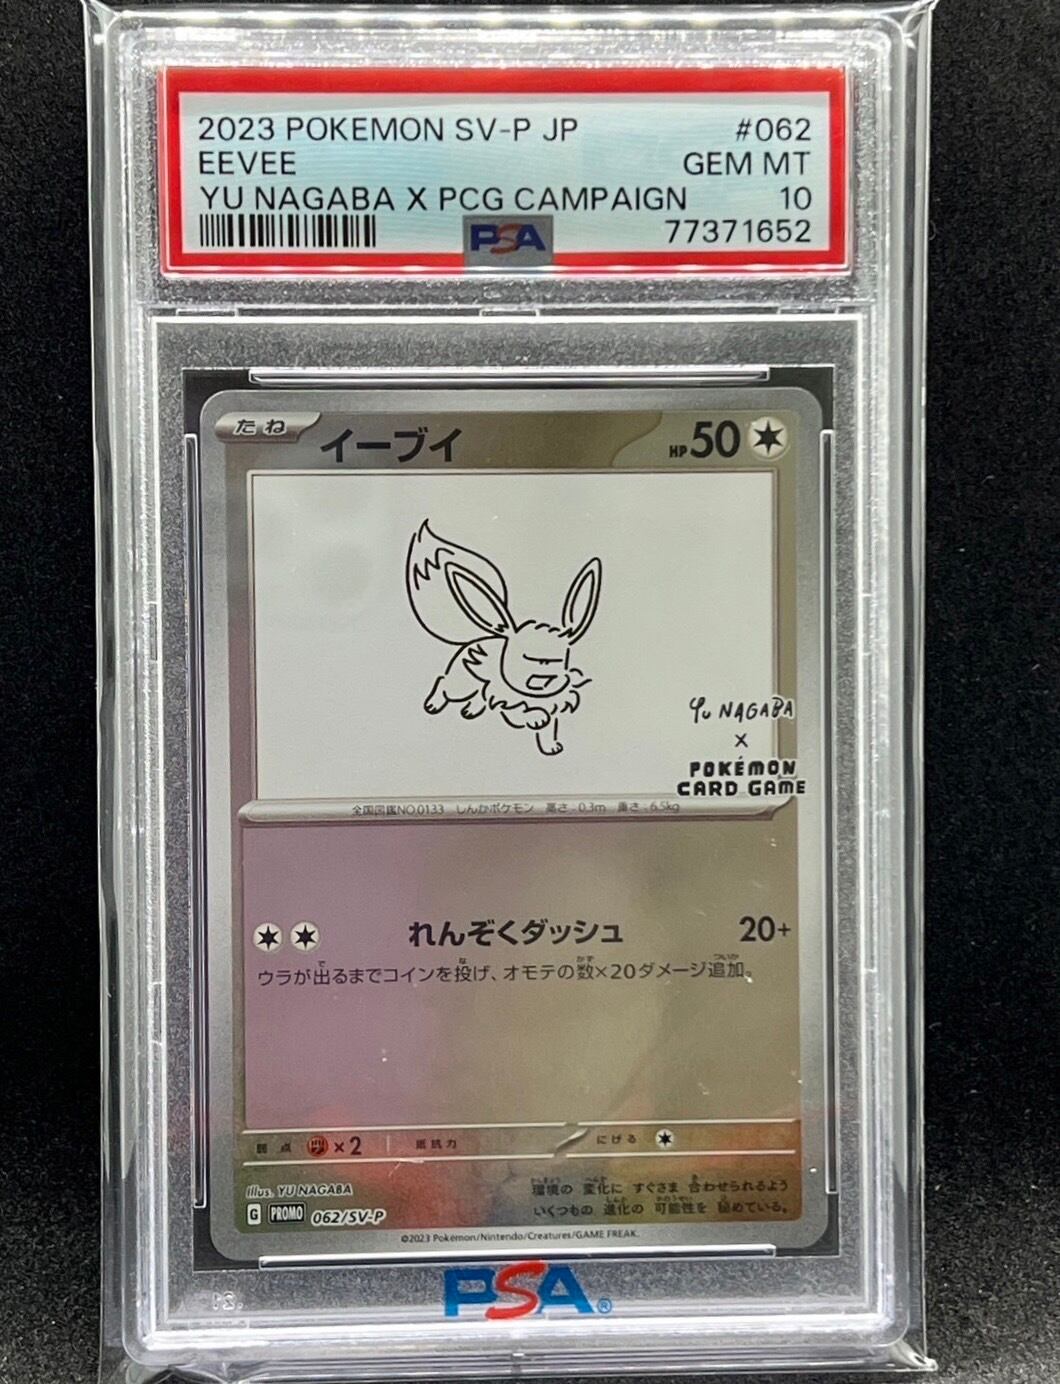 2023 POKEMON SV-P JP #062
EEVEE GEM MT
YU NAGABA X PCG CAMPAIGN 10
PSA 77371652
たね イーブイ HP 50
Yu NAGABA
×
POKÉMON
CARD GAME
全国図鑑NO.0133 しんかポケモン 高さ:0.3m 重さ:6.5kg
れんぞくダッシュ 20+
ウラが出るまでコインを投げ、オモテの数×20ダメージ追加。
弱点 ×2 抵抗力 にげる
Illus. YU NAGABA
環境の 変化に すぐさま 合わせられるよう
いくつもの 進化の 可能性を 秘めている。
G PROMO 062/SV-P
©2023 Pokémon/Nintendo/Creatures/GAME FREAK.
PSA®